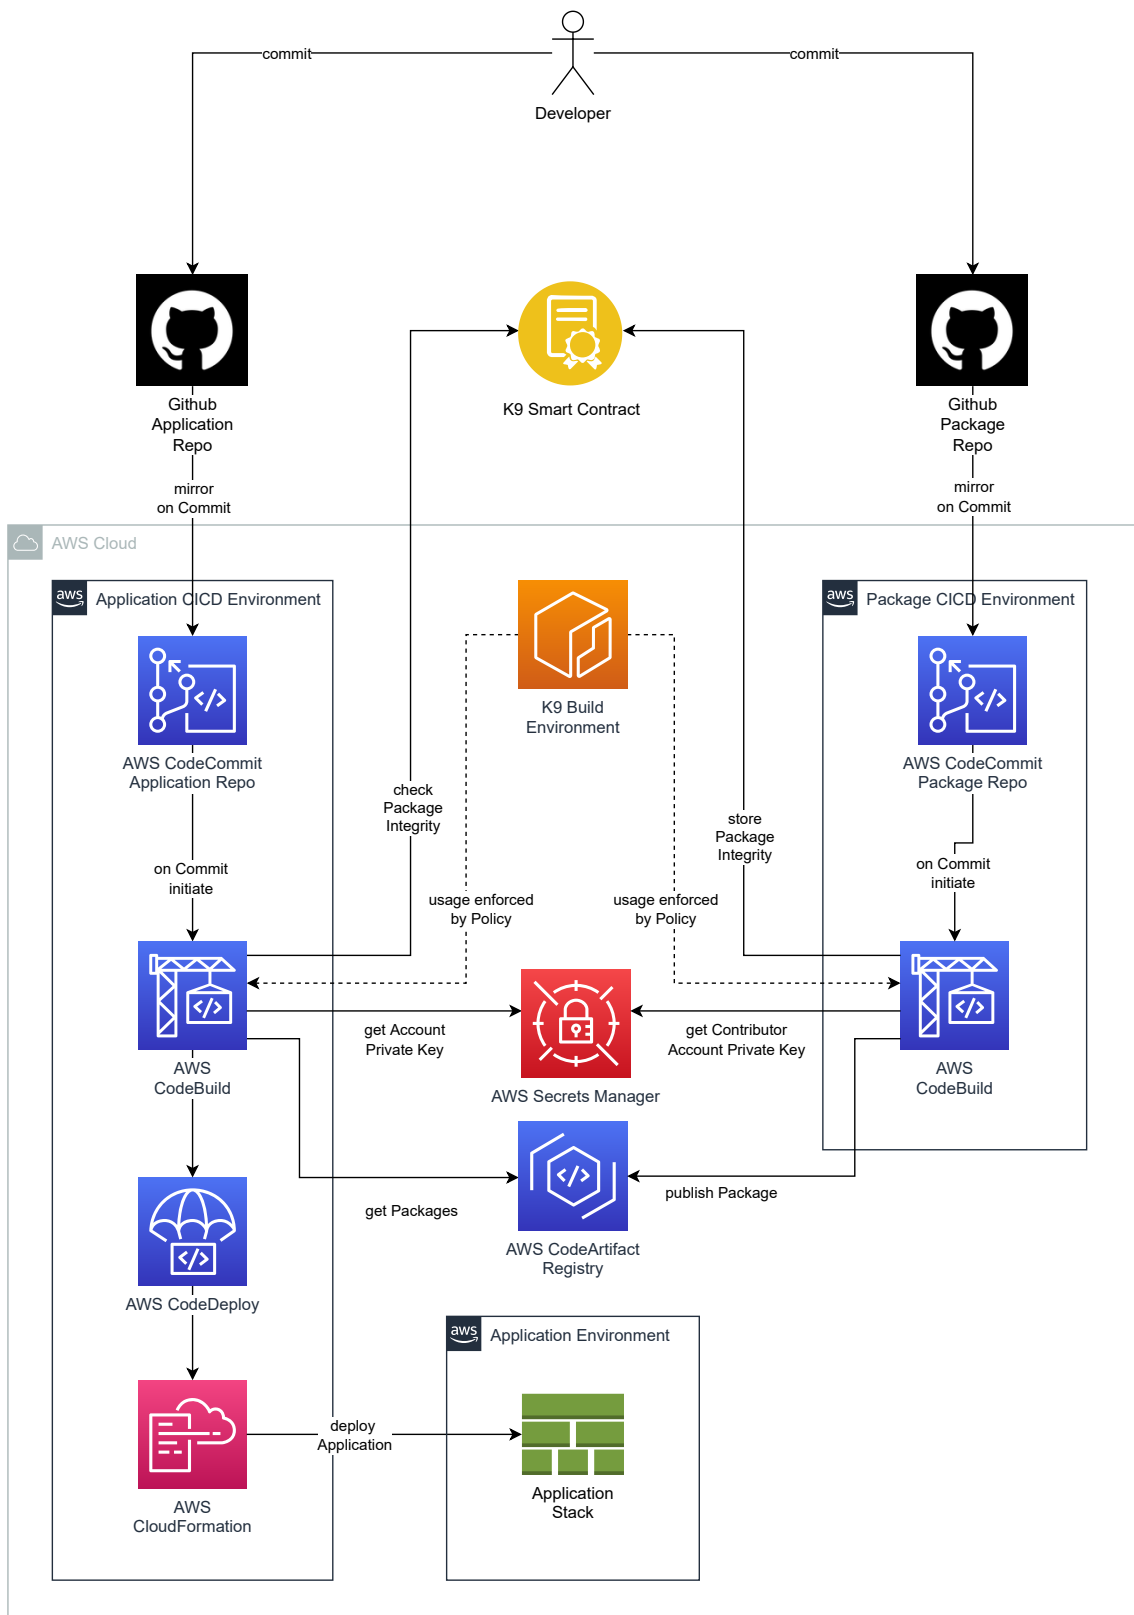 commit
commit
Developer
Github
Application
Repo
K9 Smart Contract
Github
Package
Repo
mirror
on Commit
mirror
on Commit
AWS Cloud
aws
Application CICD Environment
aws
Package CICD Environment
K9 Build
Environment
AWS CodeCommit
Application Repo
AWS CodeCommit
Package Repo
check
Package
Integrity
store
Package
Integrity
on Commit
initiate
on Commit
initiate
usage enforced
by Policy
usage enforced
by Policy
get Account
Private Key
get Contributor
Account Private Key
AWS
CodeBuild
AWS Secrets Manager
AWS
CodeBuild
get Packages
publish Package
AWS CodeArtifact
Registry
AWS CodeDeploy
aws
Application Environment
deploy
Application
Application
Stack
AWS
CloudFormation